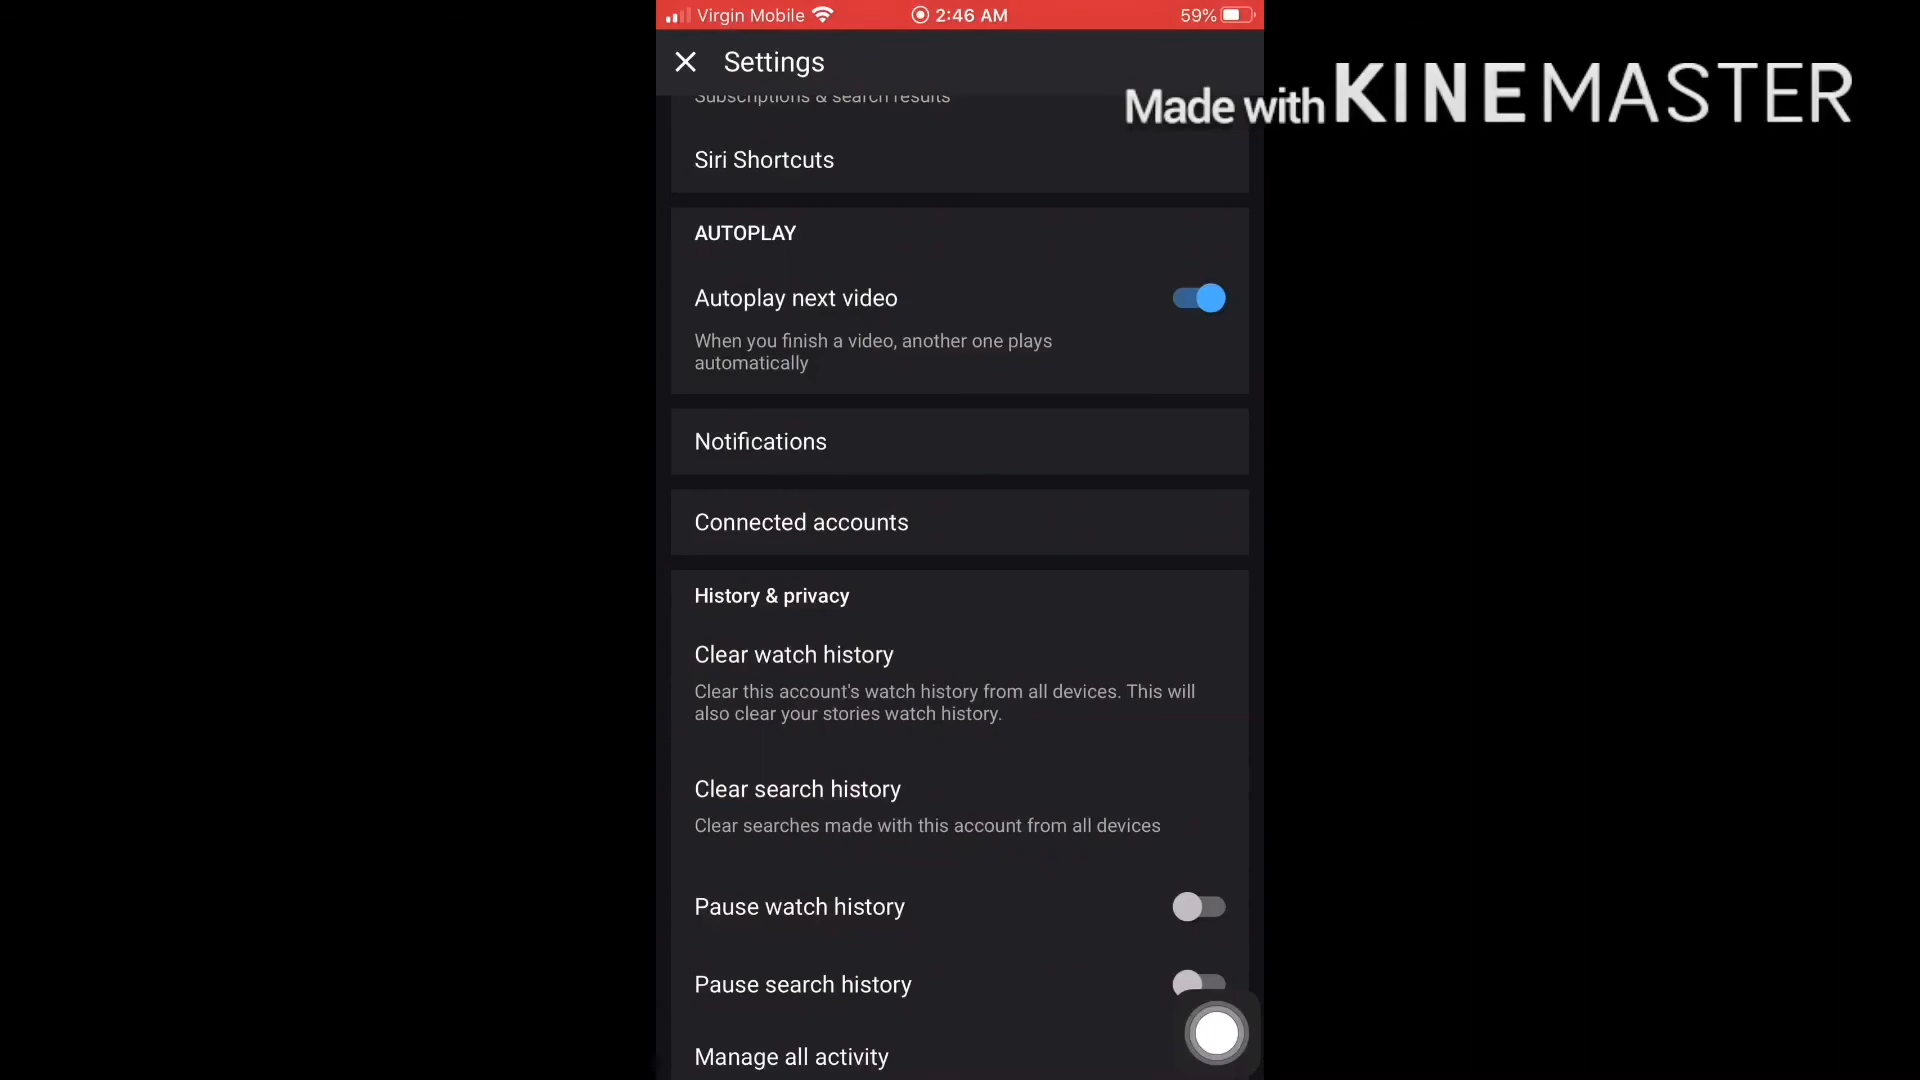 Virgin Mobile 2:46 AM 59%
Settings
Made with KINEMASTER
Subscriptions & search results
Siri Shortcuts
AUTOPLAY
Autoplay next video
When you finish a video, another one plays
automatically
Notifications
Connected accounts
History & privacy
Clear watch history
Clear this account's watch history from all devices. This will
also clear your stories watch history.
Clear search history
Clear searches made with this account from all devices
Pause watch history
Pause search history
Manage all activity